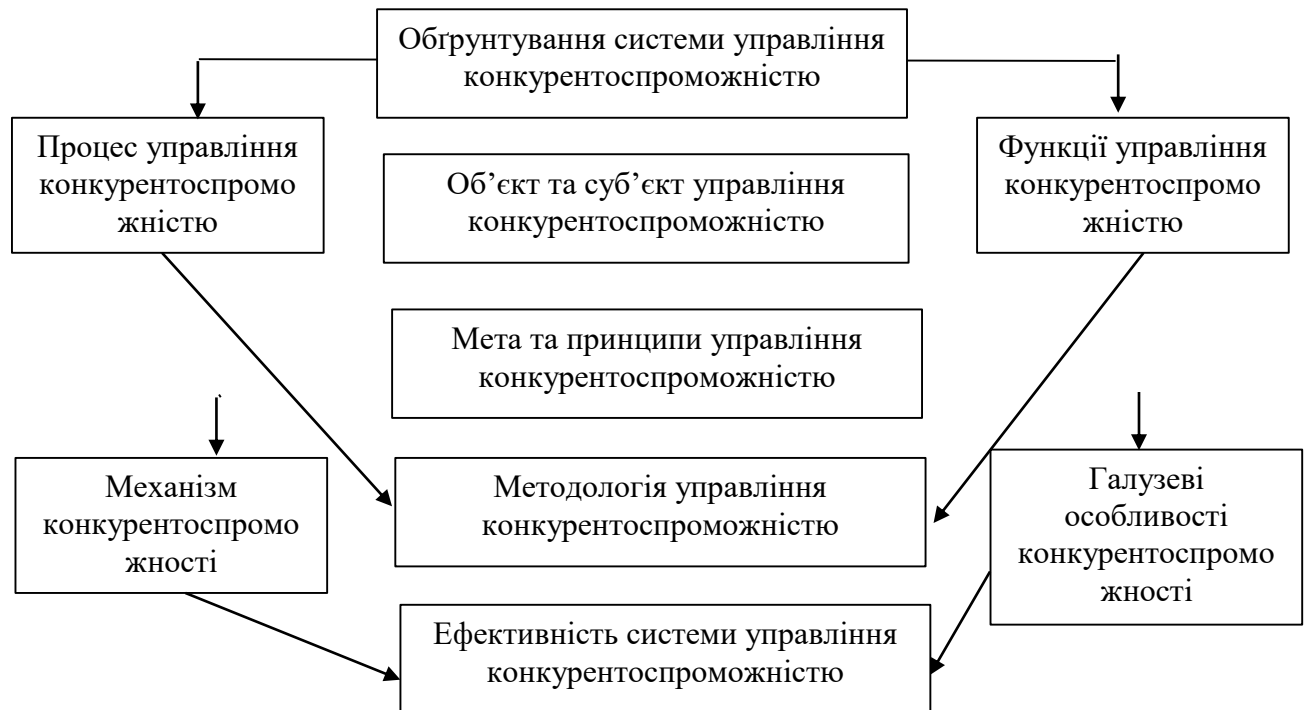 Обґрунтування системи управління
конкурентоспроможністю
Процес управління
конкурентоспромо
жністю
Об’єкт та суб’єкт управління
конкурентоспроможністю
Функції управління
конкурентоспромо
жністю
Мета та принципи управління
конкурентоспроможністю
Механізм
конкурентоспромо
жності
Методологія управління
конкурентоспроможністю
Галузеві
особливості
конкурентоспромо
жності
Ефективність системи управління
конкурентоспроможністю